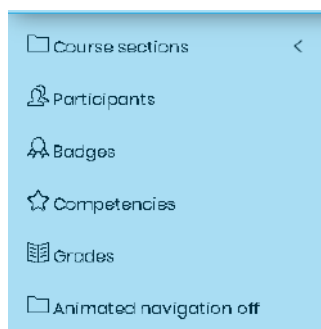 Course sections
Participants
Badges
Competencies
Grades
Animated navigation off